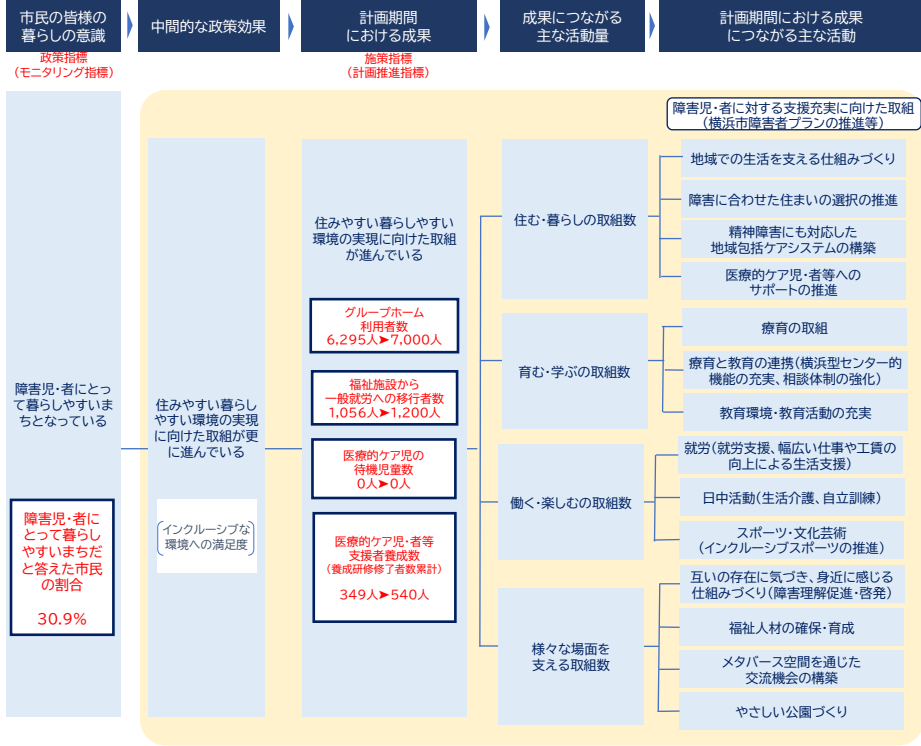 市民の皆様の
暮らしの意識
中間的な政策効果
計画期間
における成果
成果につながる
主な活動量
計画期間における成果
につながる主な活動
政策指標
(モニタリング指標)
施策指標
(計画推進指標)
障害児・者にとっ
て暮らしやすいま
ちとなっている
障害児・者に
とって暮らし
やすいまちだ
と答えた市民
の割合
30.9%
住みやすい暮らし
やすい環境の実現
に向けた取組が更
に進んでいる
インクルーシブな
環境への満足度
住みやすい暮らしやすい
環境の実現に向けた取組
が進んでいる
グループホーム
利用者数
6,295人➤7,000人
福祉施設から
一般就労への移行者数
1,056人➤1,200人
医療的ケア児の
待機児童数
0人➤0人
医療的ケア児・者等
支援者養成数
(養成研修修了者数累計)
349人➤540人
住む・暮らしの取組数
育む・学ぶの取組数
働く・楽しむの取組数
様々な場面を
支える取組数
障害児・者に対する支援充実に向けた取組
(横浜市障害者プランの推進等)
地域での生活を支える仕組みづくり
障害に合わせた住まいの選択の推進
精神障害にも対応した
地域包括ケアシステムの構築
医療的ケア児・者等への
サポートの推進
療育の取組
療育と教育の連携(横浜型センター的
機能の充実、相談体制の強化)
教育環境・教育活動の充実
就労(就労支援、幅広い仕事や工賃の
向上による生活支援)
日中活動(生活介護、自立訓練)
スポーツ・文化芸術
(インクルーシブスポーツの推進)
互いの存在に気づき、身近に感じる
仕組みづくり(障害理解促進・啓発)
福祉人材の確保・育成
メタバース空間を通じた
交流機会の構築
やさしい公園づくり